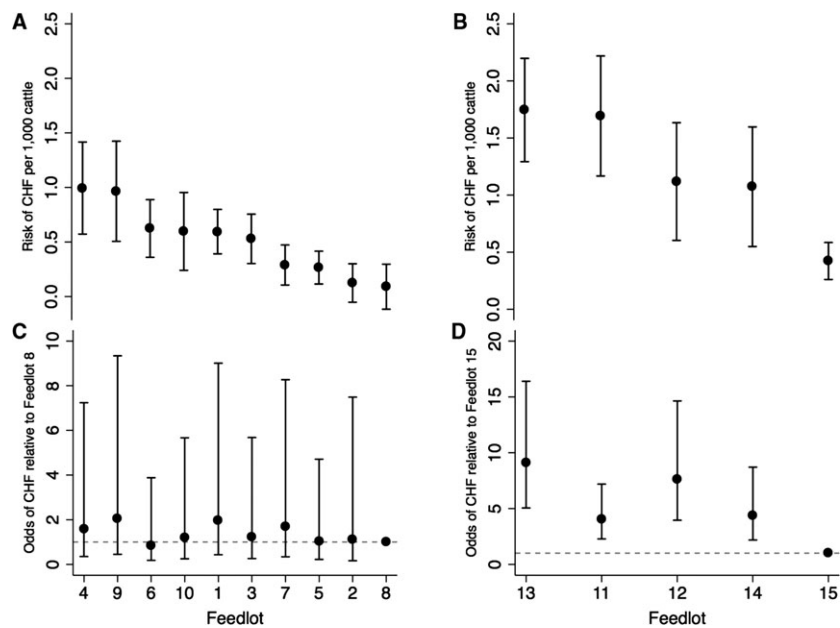 A
Risk of CHF per 1,000 cattle
2.5
2.0
1.5
1.0
0.5
0.0
B
Risk of CHF per 1,000 cattle
2.5
2.0
1.5
1.0
0.5
0.0
C
Odds of CHF relative to Feedlot 8
10
8
6
4
2
0
4 9 6 10 1 3 7 5 2 8
Feedlot
D
Odds of CHF relative to Feedlot 15
20
15
10
5
0
13 11 12 14 15
Feedlot